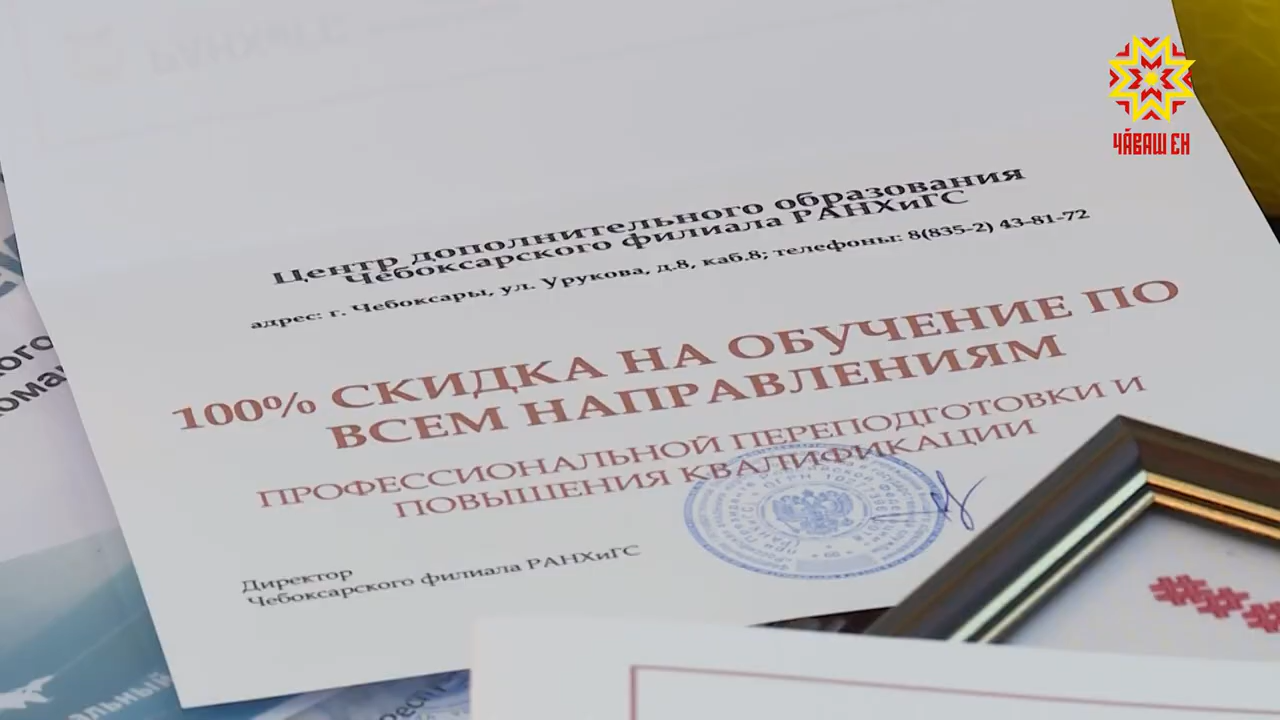 ЧӐВАШ ЕН
Центр дополнительного образования
Чебоксарского филиала РАНХиГС
адрес: г. Чебоксары, ул. Урукова, д.8, каб.8; телефоны: 8(835-2) 43-81-72
100% СКИДКА НА ОБУЧЕНИЕ ПО
ВСЕМ НАПРАВЛЕНИЯМ
ПРОФЕССИОНАЛЬНОЙ ПЕРЕПОДГОТОВКИ И
ПОВЫШЕНИЯ КВАЛИФИКАЦИИ
Директор
Чебоксарского филиала РАНХиГС